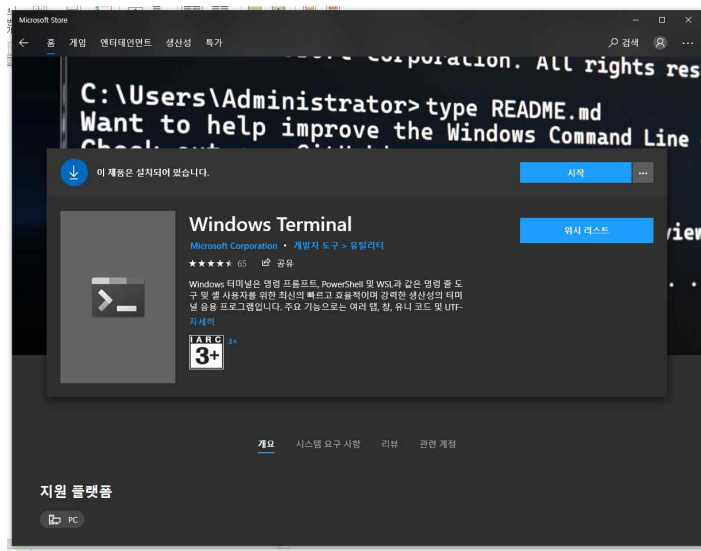 Microsoft Store
홈 게임 엔터테인먼트 생산성 특가
검색
Corporation. All rights res
C:\Users\Administrator>type README.md
Want to help improve the Windows Command Line
이 제품은 설치되어 있습니다.
시작
Windows Terminal
위시 리스트
Microsoft Corporation • 개발자 도구 > 유틸리티
65 공유
Windows 터미널은 명령 프롬프트, PowerShell 및 WSL과 같은 명령 줄 도
구 및 셸 사용자를 위한 최신의 빠르고 효율적이며 강력한 생산성의 터미
널 응용 프로그램입니다. 주요 기능으로는 여러 탭, 창, 유니 코드 및 UTF-
자세히
IARC
3+
3+
개요 시스템 요구 사항 리뷰 관련 계정
지원 플랫폼
PC